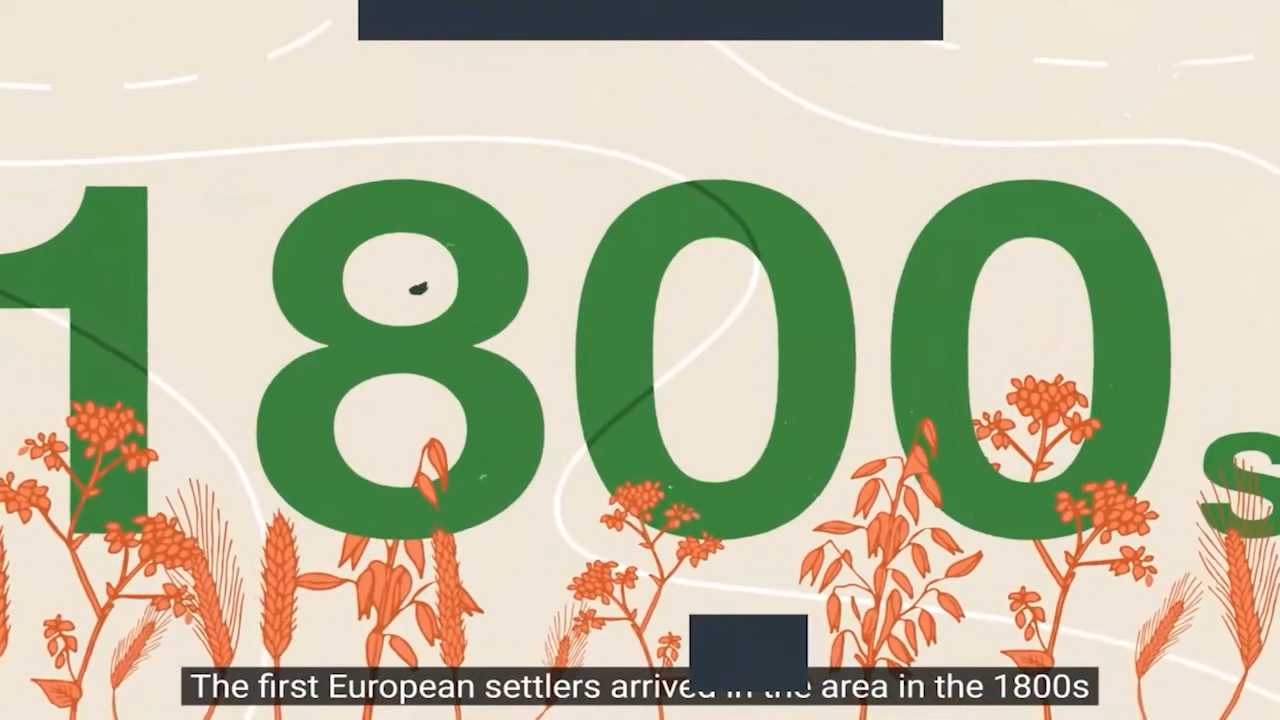 1800s
The first European settlers arrived area in the 1800s